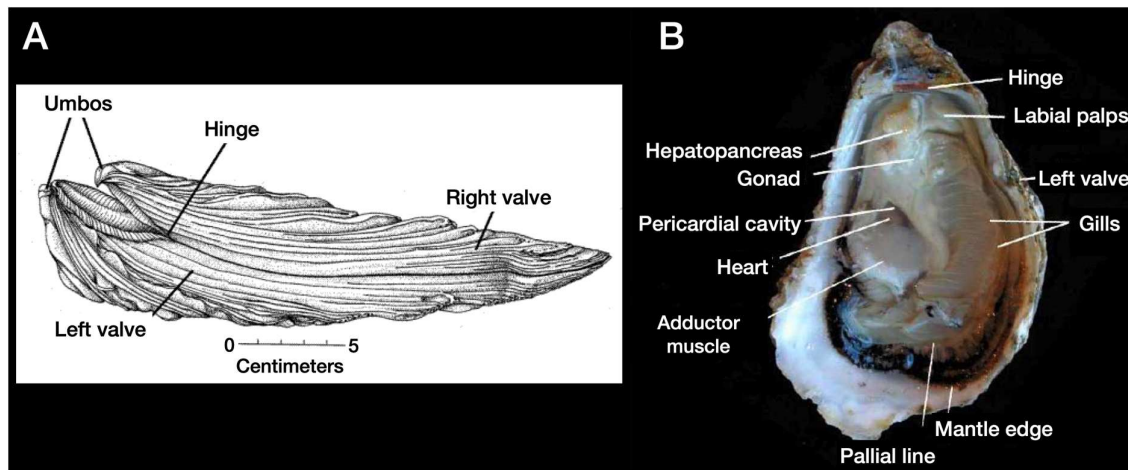 A
Umbos
Hinge
Right valve
Left valve
0 5
Centimeters
B
Hinge
Labial palps
Hepatopancreas
Gonad
Left valve
Pericardial cavity
Gills
Heart
Adductor
muscle
Mantle edge
Pallial line